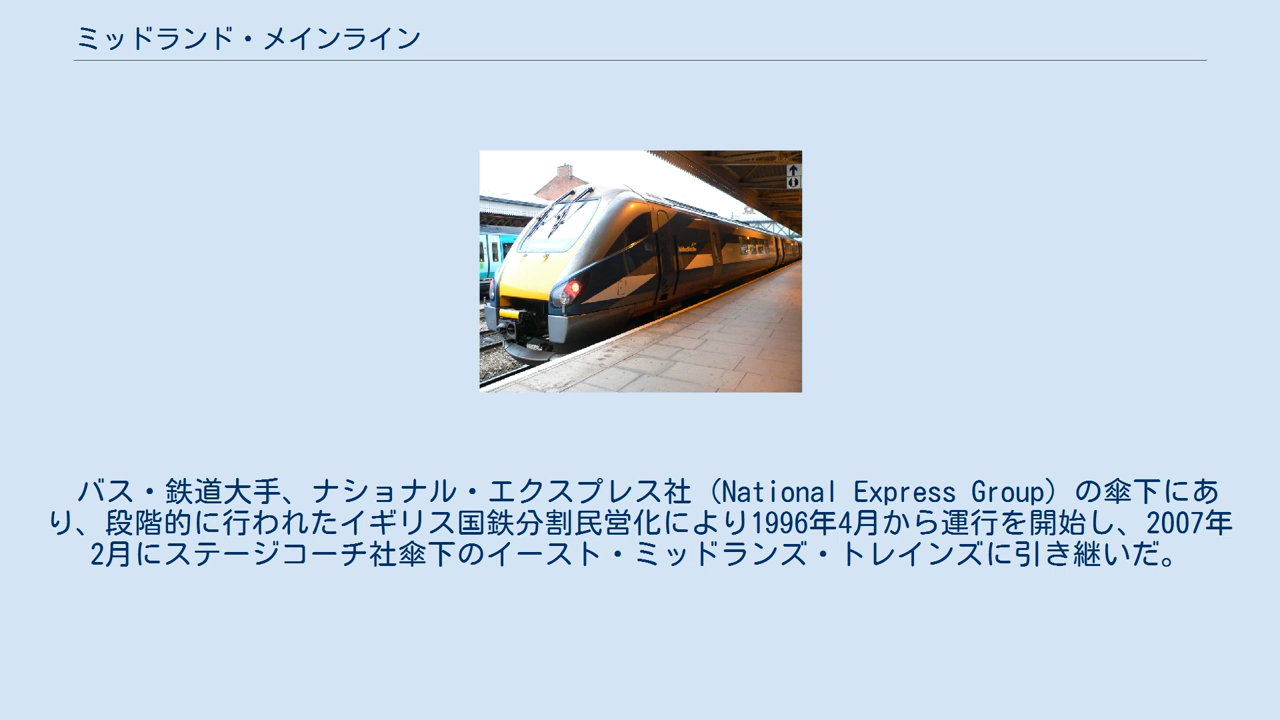 ミッドランド・メインライン
バス・鉄道大手、ナショナル・エクスプレス社（National Express Group）の傘下にあ
り、段階的に行われたイギリス国鉄分割民営化により1996年4月から運行を開始し、2007年
2月にステージコーチ社傘下のイースト・ミッドランズ・トレインズに引き継いだ。